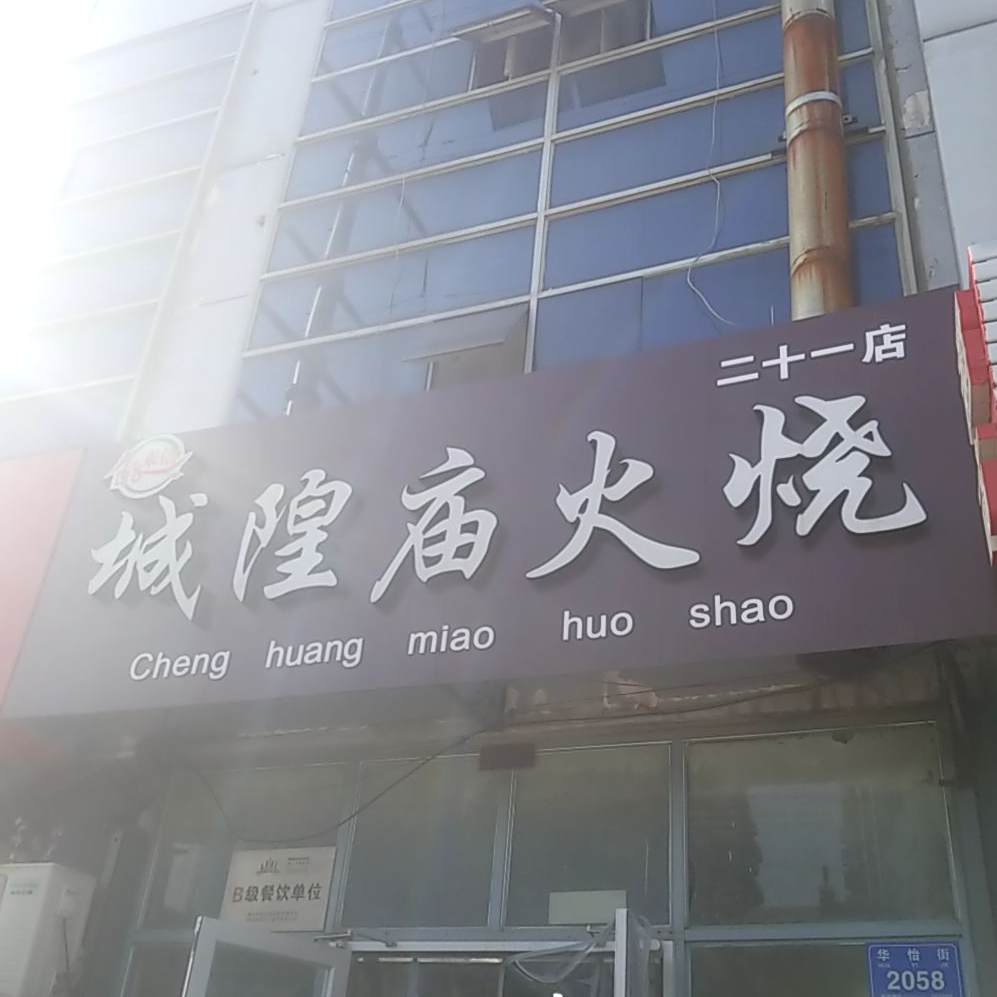 二十一店
城隍庙火烧
Cheng huang miao huo shao
B级餐饮单位
华怡街
2058